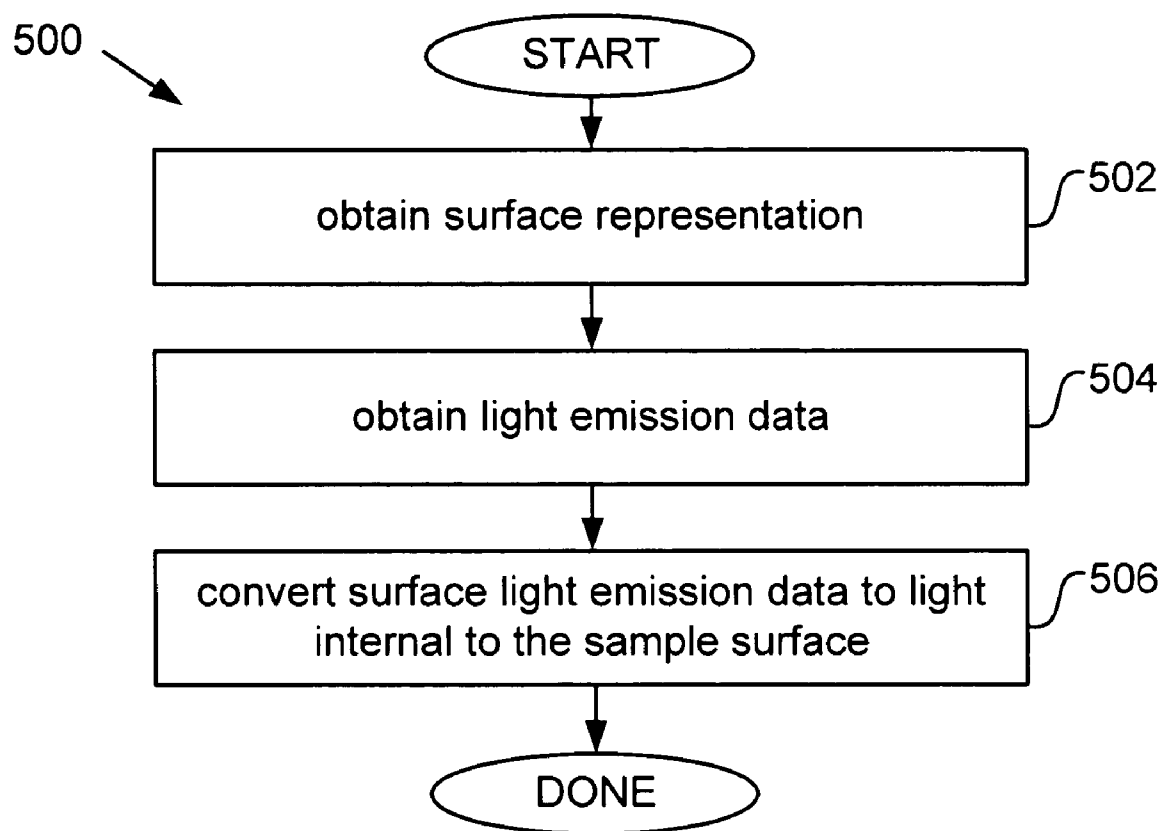 500
START
obtain surface representation
502
obtain light emission data
504
convert surface light emission data to light
internal to the sample surface
506
DONE